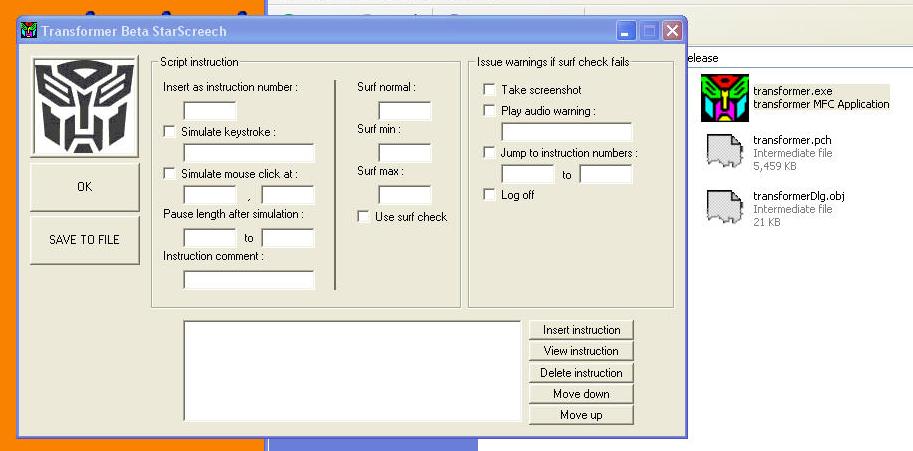 Transformer Beta StarScreech
OK
SAVE TO FILE
Script instruction
Insert as instruction number :
Simulate keystroke :
Simulate mouse click at :
,
Pause length after simulation :
to
Instruction comment :
Surf normal :
Surf min :
Surf max :
Use surf check
Issue warnings if surf check fails
Take screenshot
Play audio warning :
Jump to instruction numbers :
to
Log off
Insert instruction
View instruction
Delete instruction
Move down
Move up
elease
transformer.exe
transformer MFC Application
transformer.pch
Intermediate file
5,459 KB
transformerDlg.obj
Intermediate file
21 KB